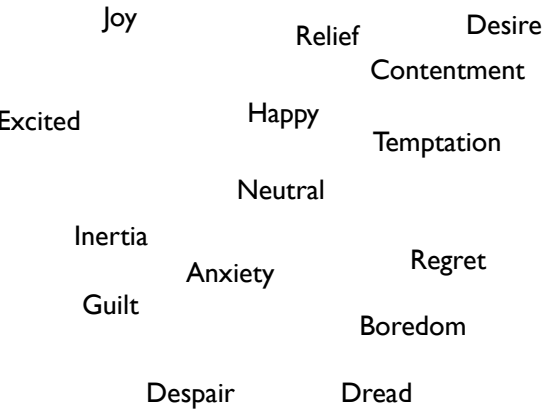 Joy
Relief
Desire
Contentment
Excited
Happy
Temptation
Neutral
Inertia
Anxiety
Regret
Guilt
Boredom
Despair
Dread